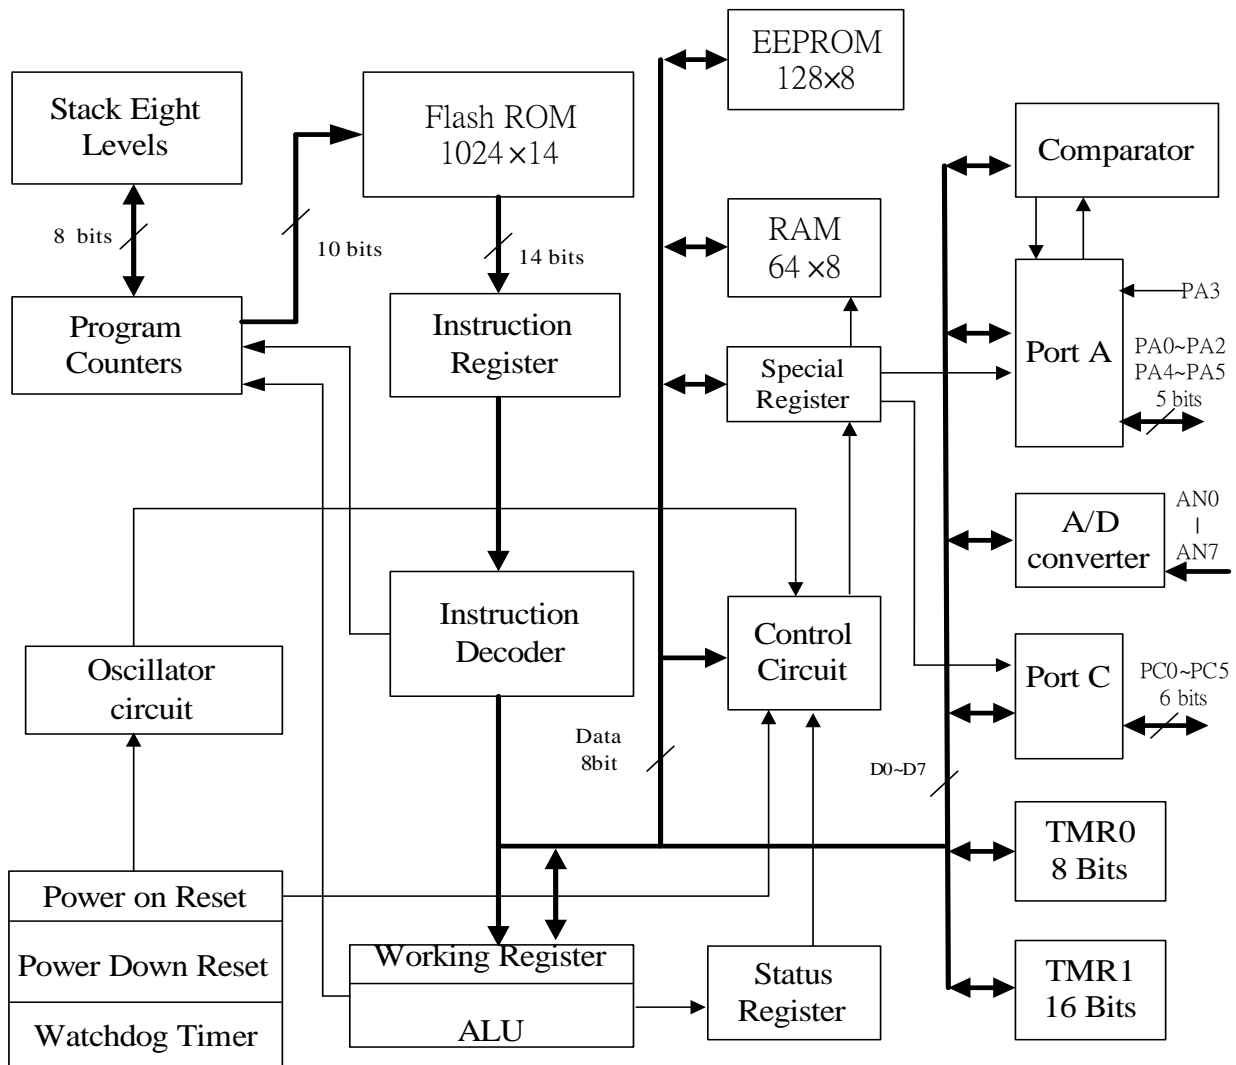 EEPROM
128×8
Stack Eight
Levels
Flash ROM
1024×14
Comparator
8 bits
10 bits
14 bits
RAM
64×8
PA3
Program
Counters
Instruction
Register
Special
Register
Port A
PA0~PA2
PA4~PA5
5 bits
A/D
converter
AN0
AN7
Instruction
Decoder
Control
Circuit
Oscillator
circuit
Port C
PC0~PC5
6 bits
Data
8bit
D0~D7
TMR0
8 Bits
Power on Reset
Power Down Reset
Watchdog Timer
Working Register
ALU
Status
Register
TMR1
16 Bits